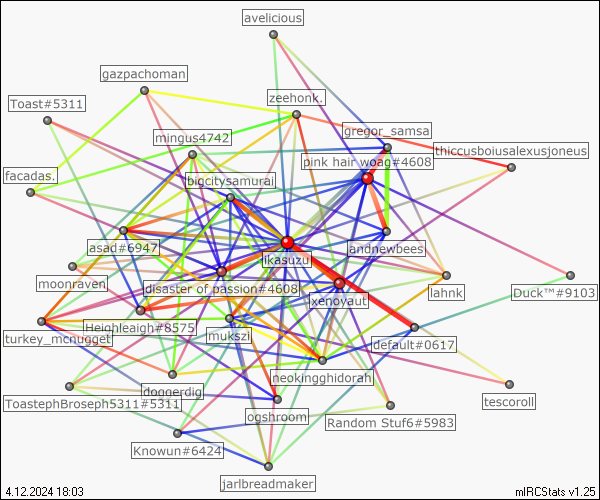 avelicious
gazpachoman
zeehonk.
Toast#5311
gregor_samsa
mingus4742
thiccusboiusalexusjoneus
pink hair woag#4608
facadas.
bigcitysamurai
asad#6947
andnewbees
ikasuzu
moonraven
disaster of passion#4608
lahnk
Duck™#9103
xenoyaut
Heighleigh#8575
turkey_mcnugget
mukszi
default#0617
neokingghidorah
doggerdig
tescoroll
ToastephBroseph5311#5311
ogshroom
Random Stuf6#5983
Knowun#6424
jarlbreadmaker
4.12.2024 18:03
mIRCStats v1.25